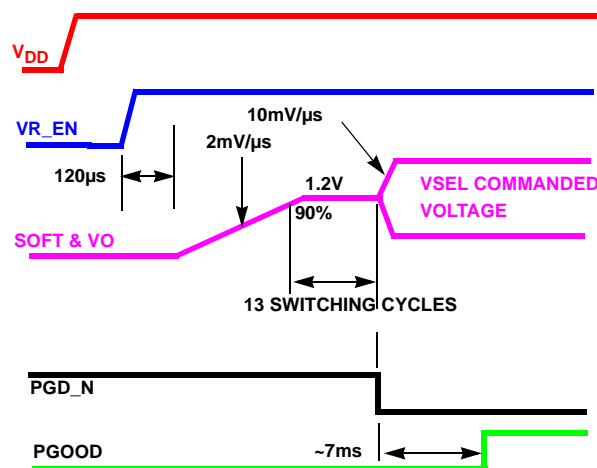 VDD
VR_EN
10mV/µs
2mV/µs
120µs
1.2V
90%
VSEL COMMANDED
VOLTAGE
SOFT & VO
13 SWITCHING CYCLES
PGD_N
PGOOD
~7ms